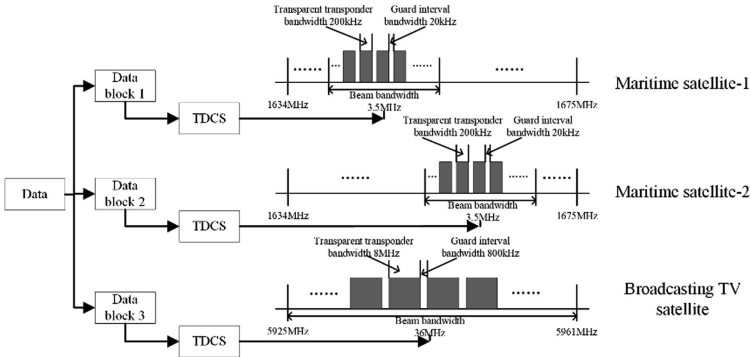 Transparent transponder
bandwidth 200kHz
Guard interval
bandwidth 20kHz
......
...
......
......
Data
block 1
Beam bandwidth
1634MHz
3.5MHz
1675MHz
Maritime satellite-1
TDCS
Transparent transponder
bandwidth 200kHz
Guard interval
bandwidth 20kHz
......
...
......
......
Data
Data
block 2
Beam bandwidth
1634MHz
3.5MHz
1675MHz
Maritime satellite-2
TDCS
Transparent transponder
bandwidth 8MHz
Guard interval
bandwidth 800kHz
......
......
Broadcasting TV
satellite
Data
block 3
Beam bandwidth
5925MHz
36MHz
5961MHz
TDCS